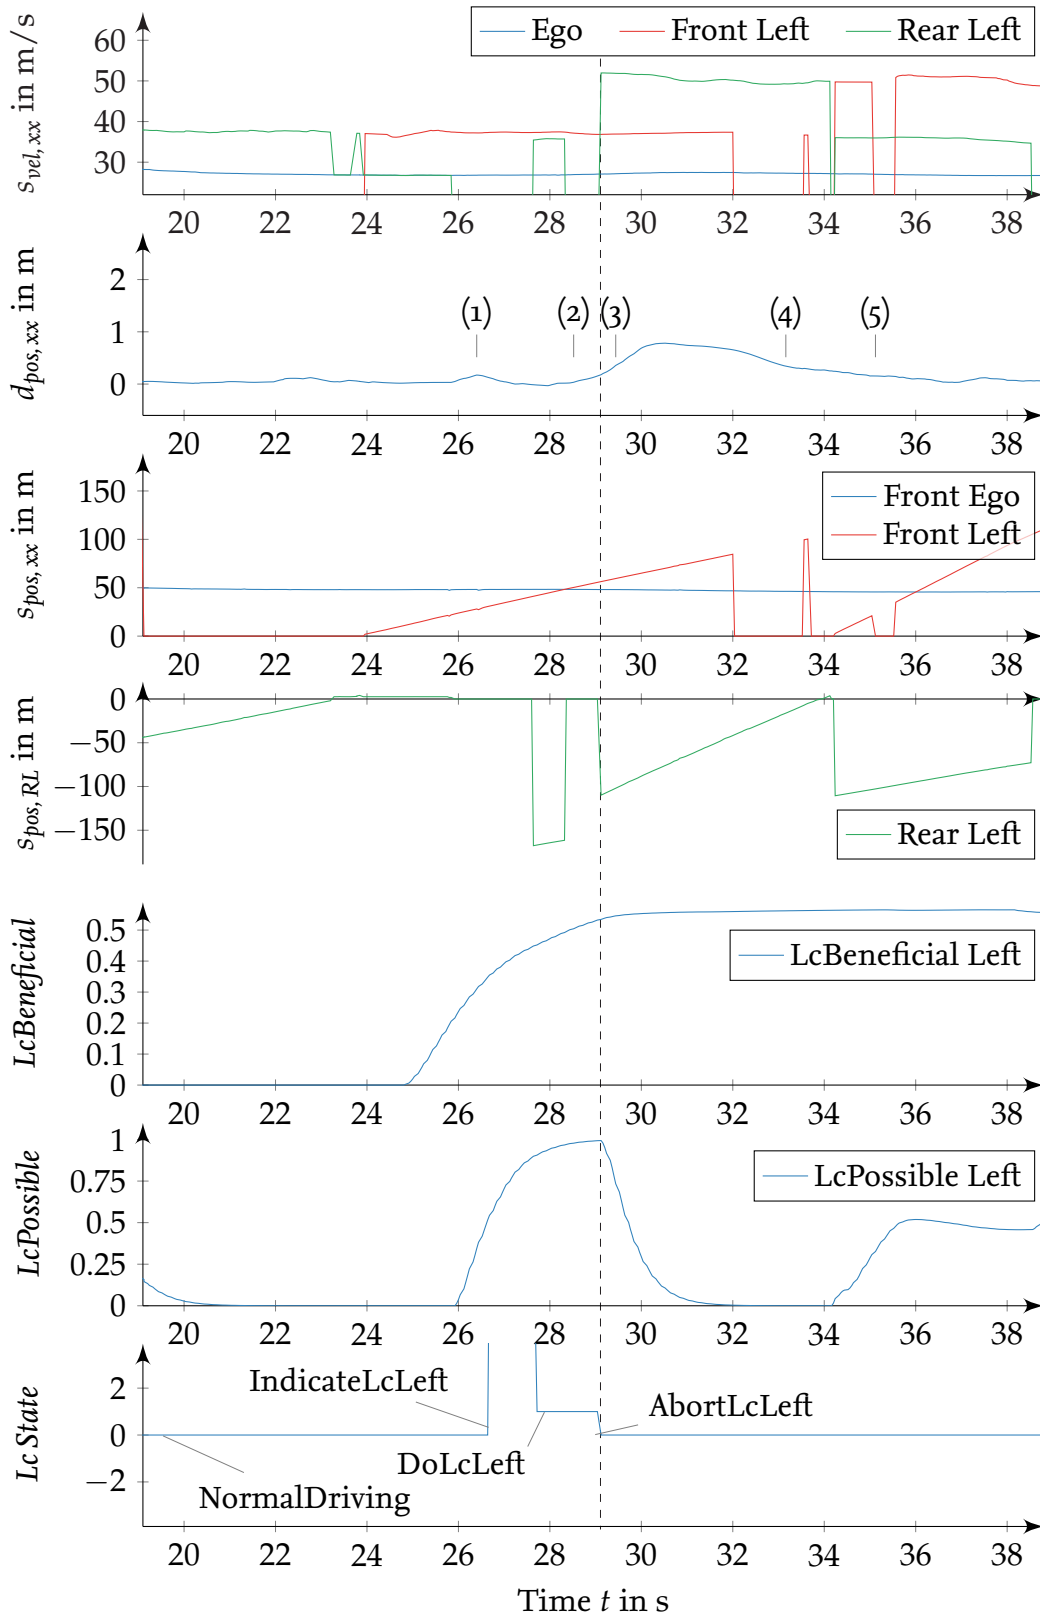 Ego Front Left Rear Left
s_vel,xx in m/s
60
50
40
30
20 22 24 26 28 30 32 34 36 38
d_pos,xx in m
2
1
0
(1) (2) (3) (4) (5)
20 22 24 26 28 30 32 34 36 38
s_pos,xx in m
150
100
50
0
Front Ego
Front Left
20 22 24 26 28 30 32 34 36 38
s_pos,RL in m
0
−50
−100
−150
Rear Left
LcBeneficial
0.5
0.4
0.3
0.2
0.1
0
LcBeneficial Left
20 22 24 26 28 30 32 34 36 38
LcPossible
1
0.75
0.5
0.25
0
LcPossible Left
20 22 24 26 28 30 32 34 36 38
Lc State
2
0
−2
IndicateLcLeft
AbortLcLeft
DoLcLeft
NormalDriving
20 22 24 26 28 30 32 34 36 38
Time t in s